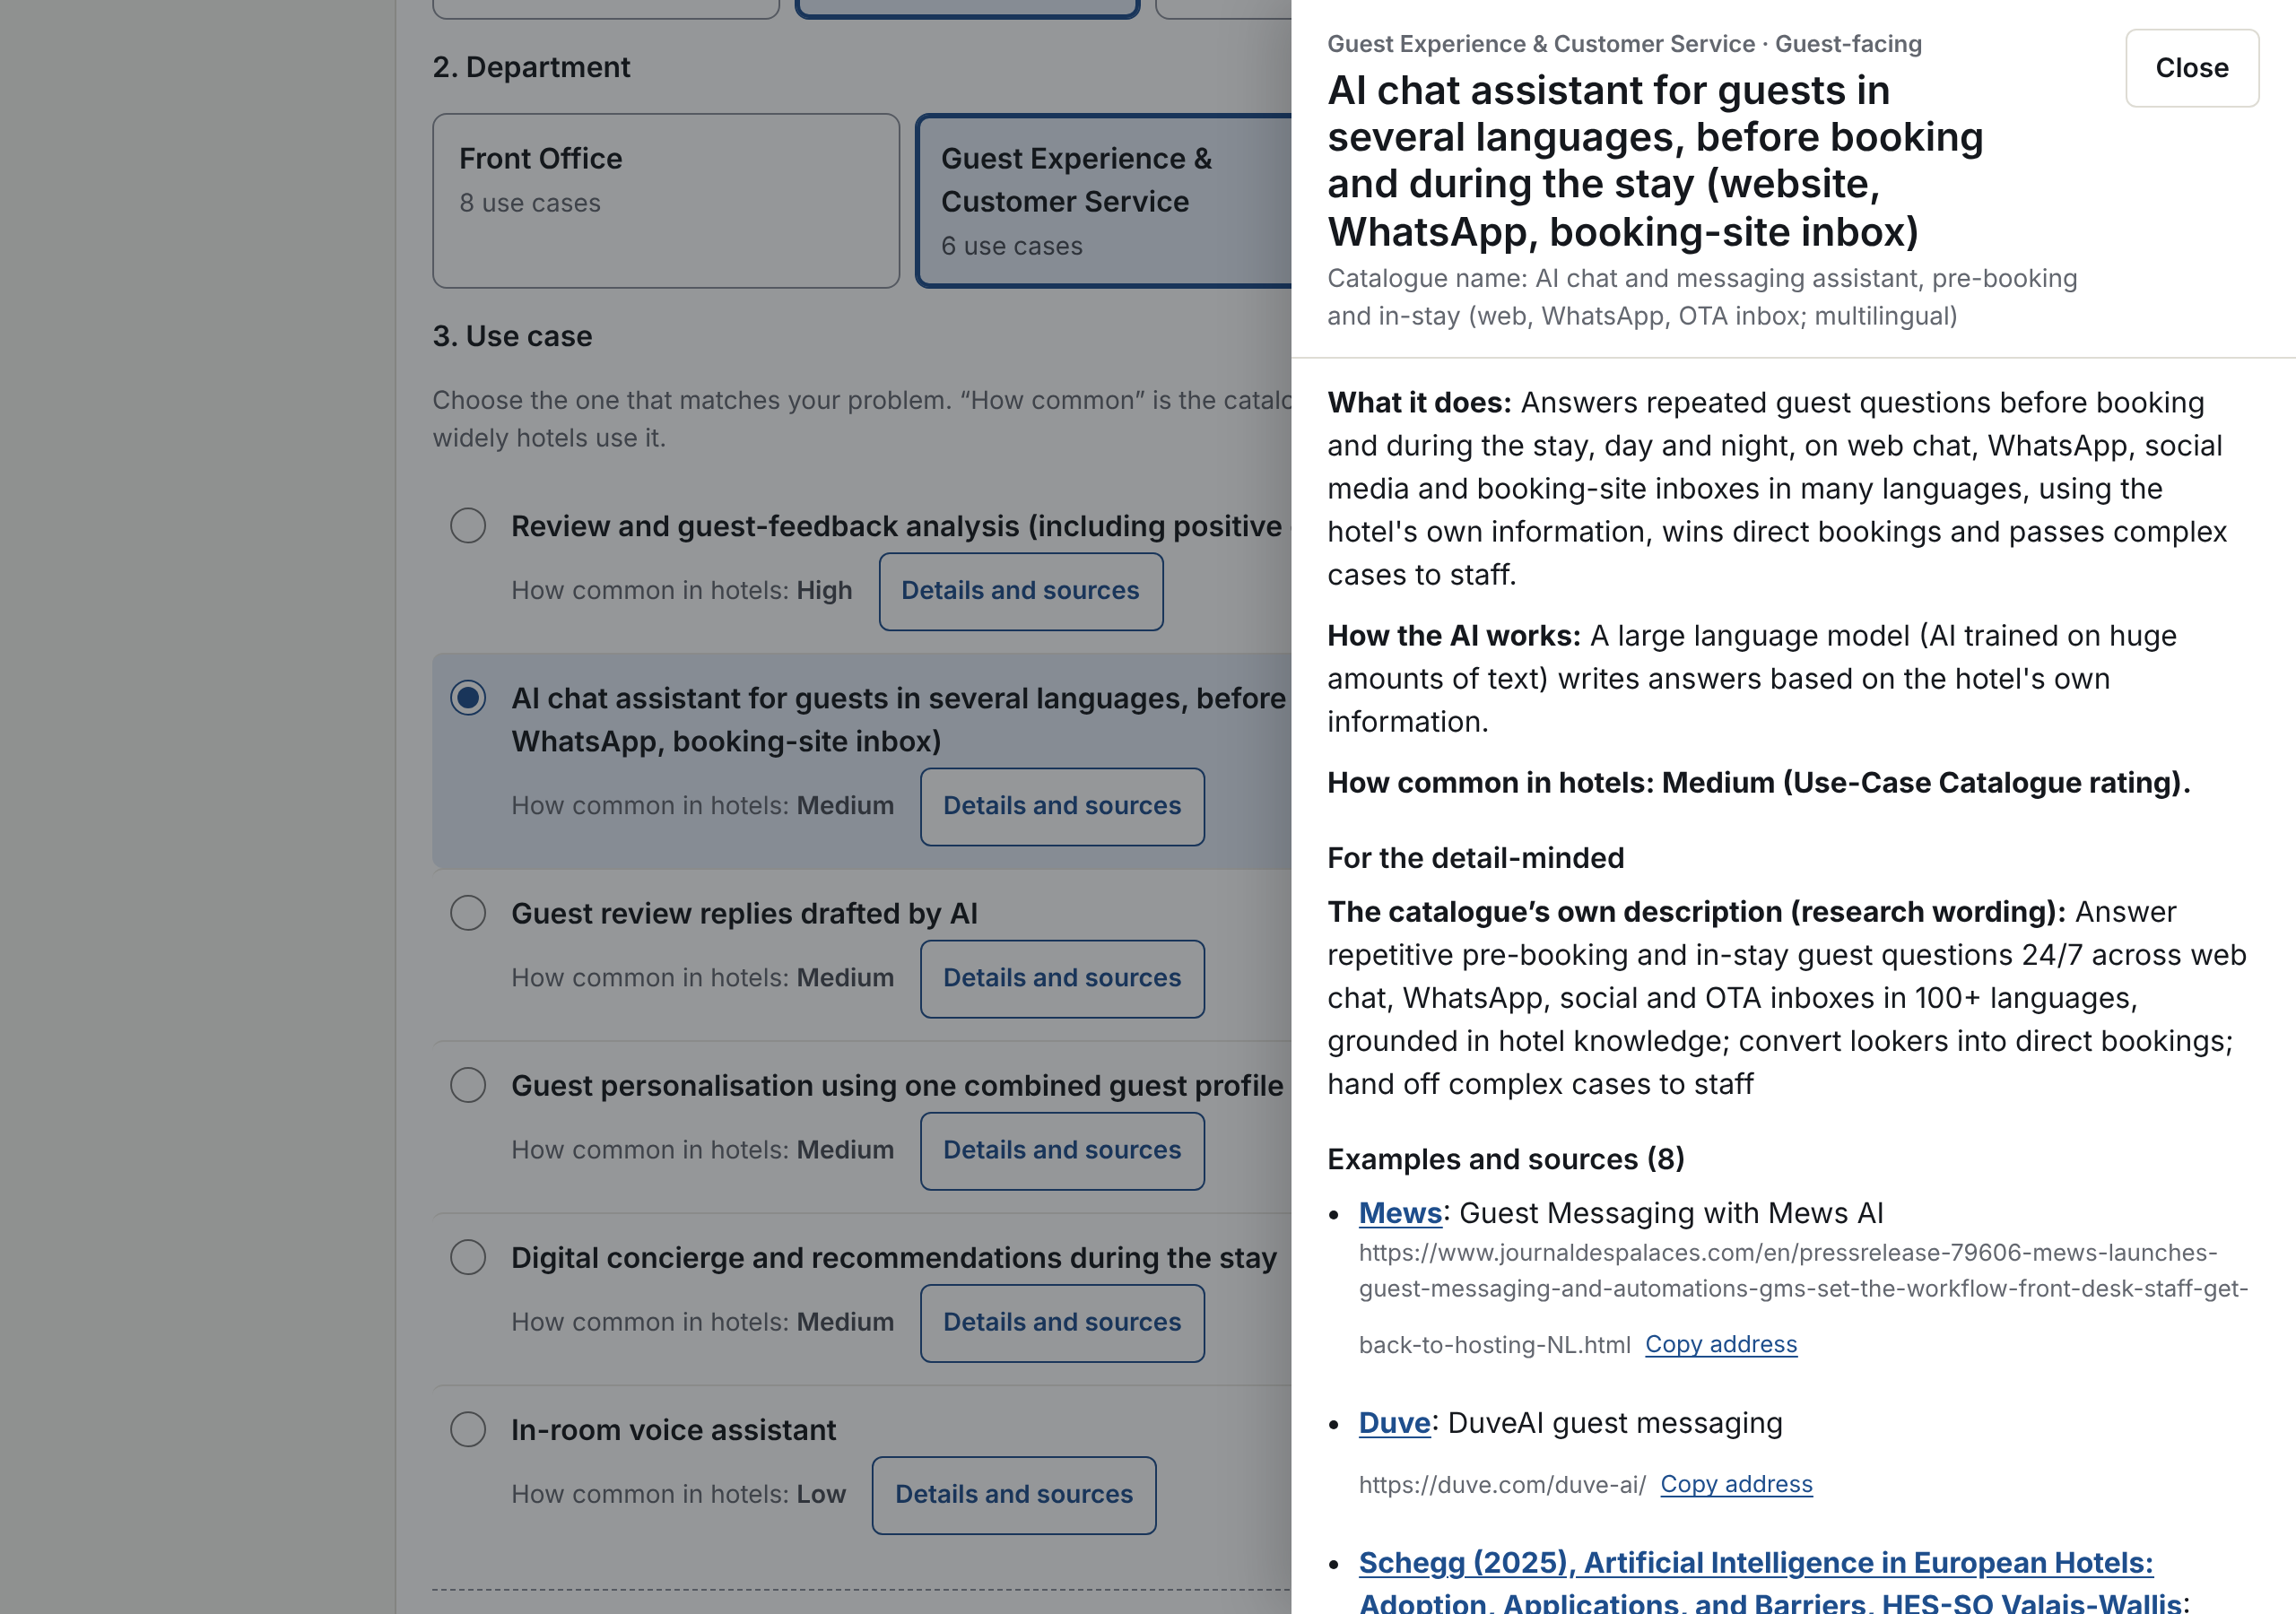 2. Department
Front Office
8 use cases
Guest Experience &
Customer Service
6 use cases
3. Use case
Choose the one that matches your problem. “How common” is the catalo
widely hotels use it.
Review and guest-feedback analysis (including positive
How common in hotels: High
Details and sources
AI chat assistant for guests in several languages, before
WhatsApp, booking-site inbox)
How common in hotels: Medium
Details and sources
Guest review replies drafted by AI
How common in hotels: Medium
Details and sources
Guest personalisation using one combined guest profile
How common in hotels: Medium
Details and sources
Digital concierge and recommendations during the stay
How common in hotels: Medium
Details and sources
In-room voice assistant
How common in hotels: Low
Details and sources
Guest Experience & Customer Service · Guest-facing
Close
AI chat assistant for guests in
several languages, before booking
and during the stay (website,
WhatsApp, booking-site inbox)
Catalogue name: AI chat and messaging assistant, pre-booking
and in-stay (web, WhatsApp, OTA inbox; multilingual)
What it does: Answers repeated guest questions before booking
and during the stay, day and night, on web chat, WhatsApp, social
media and booking-site inboxes in many languages, using the
hotel's own information, wins direct bookings and passes complex
cases to staff.
How the AI works: A large language model (AI trained on huge
amounts of text) writes answers based on the hotel's own
information.
How common in hotels: Medium (Use-Case Catalogue rating).
For the detail-minded
The catalogue’s own description (research wording): Answer
repetitive pre-booking and in-stay guest questions 24/7 across web
chat, WhatsApp, social and OTA inboxes in 100+ languages,
grounded in hotel knowledge; convert lookers into direct bookings;
hand off complex cases to staff
Examples and sources (8)
• Mews: Guest Messaging with Mews AI
https://www.journaldespalaces.com/en/pressrelease-79606-mews-launches-
guest-messaging-and-automations-gms-set-the-workflow-front-desk-staff-get-
back-to-hosting-NL.html Copy address
• Duve: DuveAI guest messaging
https://duve.com/duve-ai/ Copy address
• Schegg (2025), Artificial Intelligence in European Hotels:
Adoption, Applications, and Barriers, HES-SO Valais-Wallis: